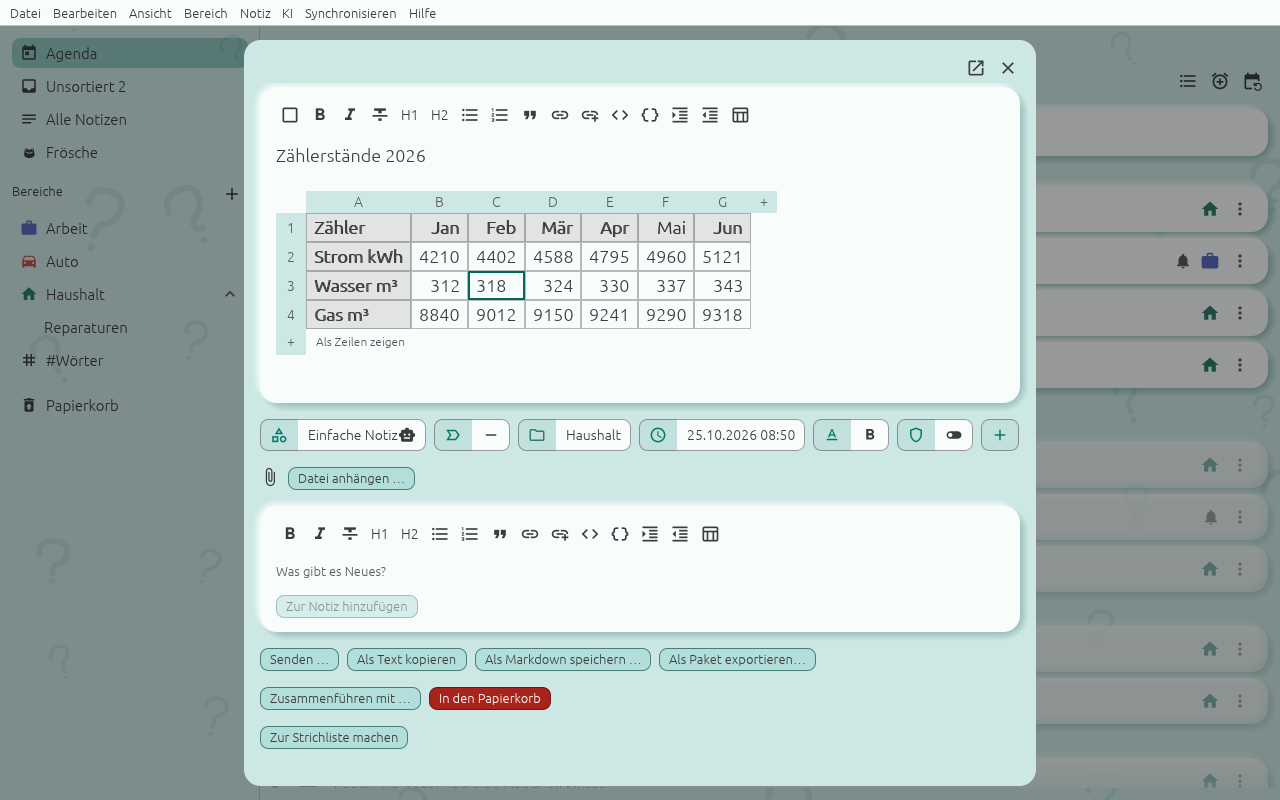 Datei Bearbeiten Ansicht Bereich Notiz KI Synchronisieren Hilfe
Agenda
Unsortiert 2
Alle Notizen
Frösche
Bereiche
Arbeit
Auto
Haushalt
Reparaturen
#Wörter
Papierkorb
H1 H2
Zählerstände 2026
A B C D E F G +
1 Zähler Jan Feb Mär Apr Mai Jun
2 Strom kWh 4210 4402 4588 4795 4960 5121
3 Wasser m³ 312 318 324 330 337 343
4 Gas m³ 8840 9012 9150 9241 9290 9318
+ Als Zeilen zeigen
Einfache Notiz Haushalt 25.10.2026 08:50 A B
Datei anhängen …
B H1 H2
Was gibt es Neues?
Zur Notiz hinzufügen
Senden … Als Text kopieren Als Markdown speichern … Als Paket exportieren…
Zusammenführen mit … In den Papierkorb
Zur Strichliste machen